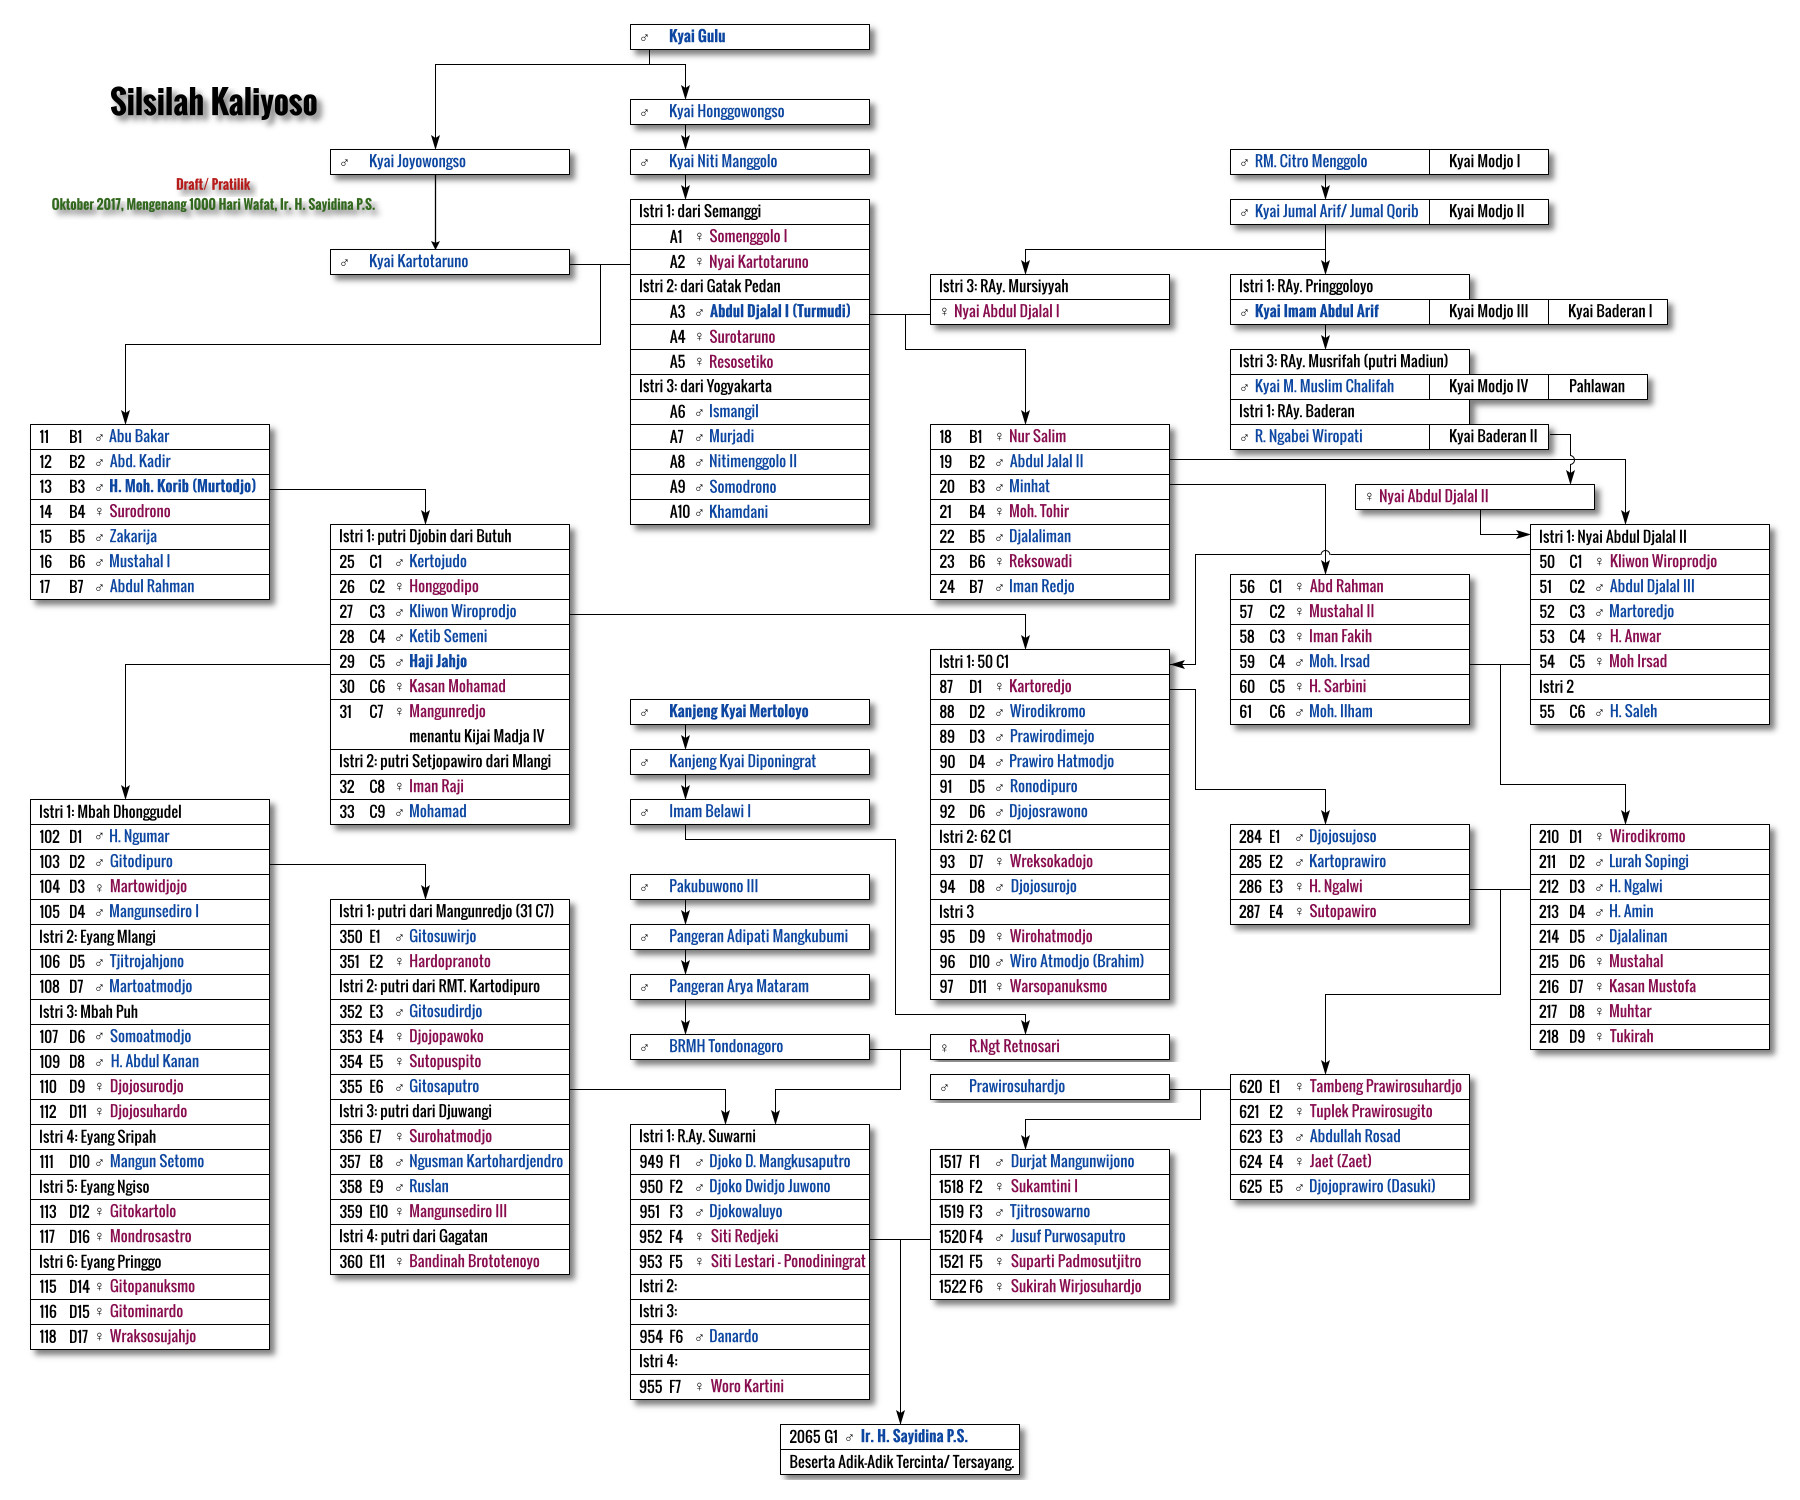 ♂ Kyai Gulu
Silsilah Kaliyoso
♂ Kyai Honggowongso
♂ Kyai Joyowongso
♂ Kyai Niti Manggolo
♂ RM. Citro Menggolo Kyai Modjo I
Draft/ Pratilik
Oktober 2017, Mengenang 1000 Hari Wafat, Ir. H. Sayidina P.S.
♂ Kyai Jumal Arif/ Jumal Qorib Kyai Modjo II
♂ Kyai Kartotaruno
Istri 1: dari Semanggi
A1 ♀ Somenggolo I
A2 ♀ Nyai Kartotaruno
Istri 2: dari Gatak Pedan
A3 ♂ Abdul Djalal I (Turmudi)
A4 ♀ Surotaruno
A5 ♀ Resosetiko
Istri 3: dari Yogyakarta
A6 ♂ Ismangil
A7 ♂ Murjadi
A8 ♂ Nitimenggolo II
A9 ♂ Somodrono
A10 ♂ Khamdani
Istri 3: RAy. Mursiyyah
♀ Nyai Abdul Djalal I
Istri 1: RAy. Pringgoloyo
♂ Kyai Imam Abdul Arif Kyai Modjo III Kyai Baderan I
Istri 3: RAy. Musrifah (putri Madiun)
♂ Kyai M. Muslim Chalifah Kyai Modjo IV Pahlawan
Istri 1: RAy. Baderan
♂ R. Ngabei Wiropati Kyai Baderan II
♀ Nyai Abdul Djalal II
11 B1 ♂ Abu Bakar
12 B2 ♂ Abd. Kadir
13 B3 ♂ H. Moh. Korib (Murtodjo)
14 B4 ♀ Surodrono
15 B5 ♂ Zakarija
16 B6 ♂ Mustahal I
17 B7 ♂ Abdul Rahman
18 B1 ♀ Nur Salim
19 B2 ♂ Abdul Jalal II
20 B3 ♂ Minhat
21 B4 ♀ Moh. Tohir
22 B5 ♂ Djalaliman
23 B6 ♀ Reksowadi
24 B7 ♂ Iman Redjo
Istri 1: putri Djobin dari Butuh
25 C1 ♂ Kertojudo
26 C2 ♀ Honggodipo
27 C3 ♂ Kliwon Wiroprodjo
28 C4 ♂ Ketib Semeni
29 C5 ♂ Haji Jahjo
30 C6 ♀ Kasan Mohamad
31 C7 ♀ Mangunredjo
menantu Kijai Madja IV
Istri 2: putri Setjopawiro dari Mlangi
32 C8 ♀ Iman Raji
33 C9 ♂ Mohamad
56 C1 ♀ Abd Rahman
57 C2 ♀ Mustahal II
58 C3 ♀ Iman Fakih
59 C4 ♂ Moh. Irsad
60 C5 ♀ H. Sarbini
61 C6 ♂ Moh. Ilham
Istri 1: Nyai Abdul Djalal II
50 C1 ♀ Kliwon Wiroprodjo
51 C2 ♂ Abdul Djalal III
52 C3 ♂ Martoredjo
53 C4 ♀ H. Anwar
54 C5 ♀ Moh Irsad
Istri 2
55 C6 ♂ H. Saleh
Istri 1: 50 C1
87 D1 ♀ Kartoredjo
88 D2 ♂ Wirodikromo
89 D3 ♂ Prawirodimejo
90 D4 ♂ Prawiro Hatmodjo
91 D5 ♂ Ronodipuro
92 D6 ♂ Djojosrawono
Istri 2: 62 C1
93 D7 ♀ Wreksokadojo
94 D8 ♂ Djojosurojo
Istri 3
95 D9 ♀ Wirohatmodjo
96 D10 ♂ Wiro Atmodjo (Brahim)
97 D11 ♀ Warsopanuksmo
♂ Kanjeng Kyai Mertoloyo
♂ Kanjeng Kyai Diponingrat
♂ Imam Belawi I
♂ Pakubuwono III
♂ Pangeran Adipati Mangkubumi
♂ Pangeran Arya Mataram
♂ BRMH Tondonagoro
♀ R.Ngt Retnosari
♂ Prawirosuhardjo
Istri 1: Mbah Dhonggudel
102 D1 ♂ H. Ngumar
103 D2 ♂ Gitodipuro
104 D3 ♀ Martowidjojo
105 D4 ♂ Mangunsediro I
Istri 2: Eyang Mlangi
106 D5 ♂ Tjitrojahjono
108 D7 ♂ Martoatmodjo
Istri 3: Mbah Puh
107 D6 ♂ Somoatmodjo
109 D8 ♂ H. Abdul Kanan
110 D9 ♀ Djojosurodjo
112 D11 ♀ Djojosuhardo
Istri 4: Eyang Sripah
111 D10 ♂ Mangun Setomo
Istri 5: Eyang Ngiso
113 D12 ♀ Gitokartolo
117 D16 ♀ Mondrosastro
Istri 6: Eyang Pringgo
115 D14 ♀ Gitopanuksmo
116 D15 ♀ Gitominardo
118 D17 ♀ Wraksosujahjo
Istri 1: putri dari Mangunredjo (31 C7)
350 E1 ♂ Gitosuwirjo
351 E2 ♀ Hardopranoto
Istri 2: putri dari RMT. Kartodipuro
352 E3 ♂ Gitosudirdjo
353 E4 ♀ Djojopawoko
354 E5 ♀ Sutopuspito
355 E6 ♂ Gitosaputro
Istri 3: putri dari Djuwangi
356 E7 ♀ Surohatmodjo
357 E8 ♂ Ngusman Kartohardjendro
358 E9 ♂ Ruslan
359 E10 ♀ Mangunsediro III
Istri 4: putri dari Gagatan
360 E11 ♀ Bandinah Brototenoyo
284 E1 ♂ Djojosujoso
285 E2 ♂ Kartoprawiro
286 E3 ♀ H. Ngalwi
287 E4 ♀ Sutopawiro
210 D1 ♀ Wirodikromo
211 D2 ♂ Lurah Sopingi
212 D3 ♂ H. Ngalwi
213 D4 ♂ H. Amin
214 D5 ♂ Djalalinan
215 D6 ♀ Mustahal
216 D7 ♀ Kasan Mustofa
217 D8 ♀ Muhtar
218 D9 ♀ Tukirah
620 E1 ♀ Tambeng Prawirosuhardjo
621 E2 ♀ Tuplek Prawirosugito
623 E3 ♂ Abdullah Rosad
624 E4 ♀ Jaet (Zaet)
625 E5 ♂ Djojoprawiro (Dasuki)
Istri 1: R.Ay. Suwarni
949 F1 ♂ Djoko D. Mangkusaputro
950 F2 ♂ Djoko Dwidjo Juwono
951 F3 ♂ Djokowaluyo
952 F4 ♀ Siti Redjeki
953 F5 ♀ Siti Lestari - Ponodiningrat
Istri 2:
Istri 3:
954 F6 ♂ Danardo
Istri 4:
955 F7 ♀ Woro Kartini
1517 F1 ♂ Durjat Mangunwijono
1518 F2 ♀ Sukamtini I
1519 F3 ♂ Tjitrosowarno
1520 F4 ♂ Jusuf Purwosaputro
1521 F5 ♀ Suparti Padmosutjitro
1522 F6 ♀ Sukirah Wirjosuhardjo
2065 G1 ♂ Ir. H. Sayidina P.S.
Beserta Adik-Adik Tercinta/ Tersayang.